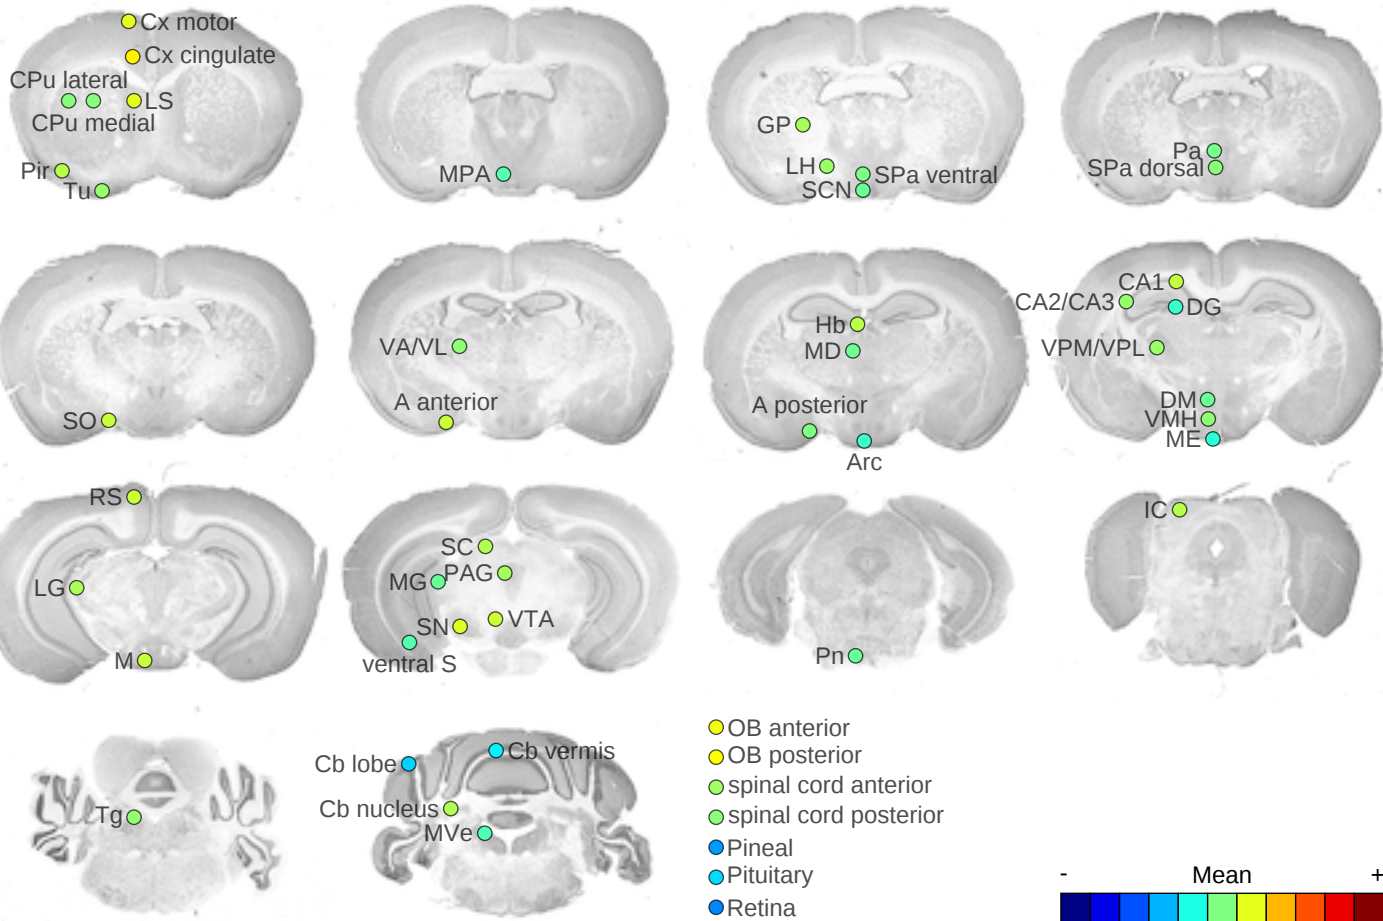 Cx motor
Cx cingulate
CPu lateral
LS
CPu medial
Pir
Tu
MPA
GP
LH
SPa ventral
SCN
Pa
SPa dorsal
SO
VA/VL
A anterior
Hb
MD
A posterior
Arc
CA1
CA2/CA3
DG
VPM/VPL
DM
VMH
ME
RS
LG
M
SC
MG
PAG
SN
VTA
ventral S
Pn
IC
Tg
Cb lobe
Cb vermis
Cb nucleus
MVe
OB anterior
OB posterior
spinal cord anterior
spinal cord posterior
Pineal
Pituitary
Retina
- Mean +